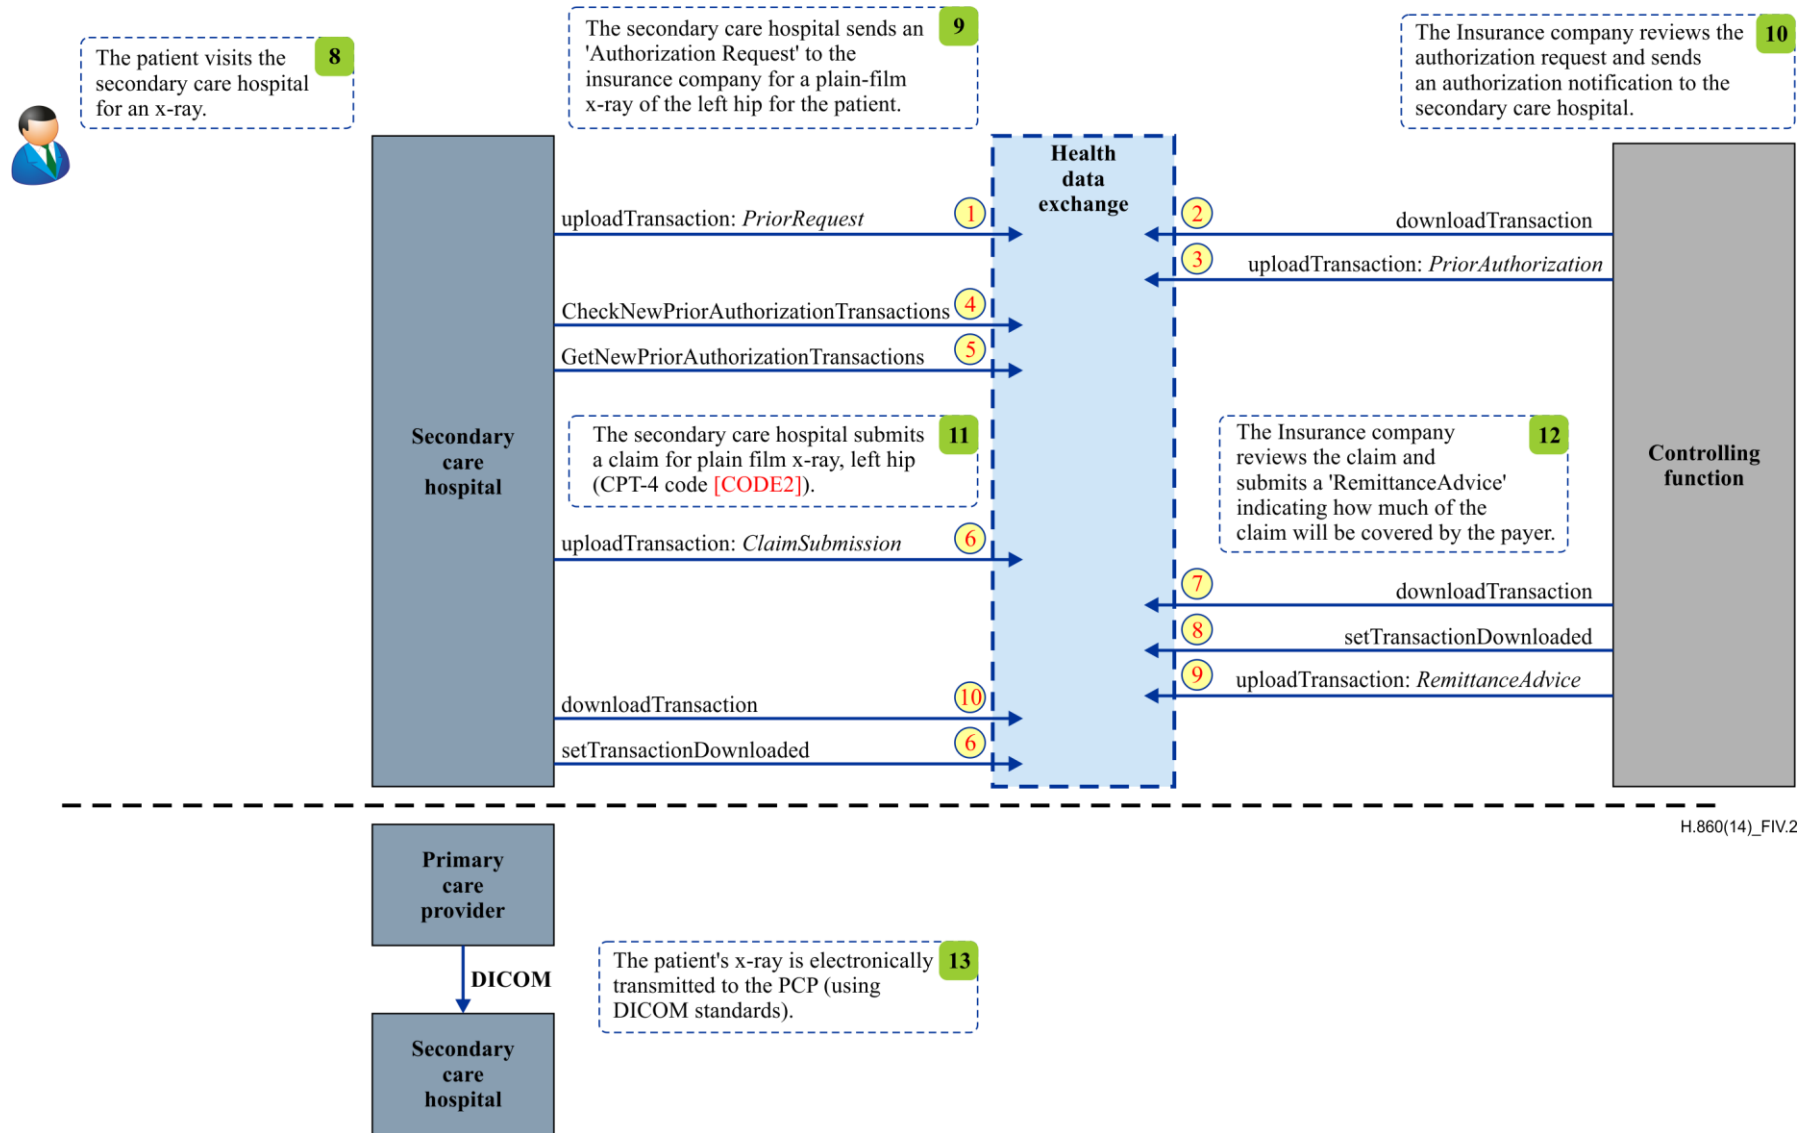 The patient visits the
secondary care hospital
for an x-ray.
8
The secondary care hospital sends an
'Authorization Request' to the
insurance company for a plain-film
x-ray of the left hip for the patient.
9
The Insurance company reviews the
authorization request and sends
an authorization notification to the
secondary care hospital.
10
Health
data
exchange
uploadTransaction: PriorRequest
1
2
downloadTransaction
3
uploadTransaction: PriorAuthorization
CheckNewPriorAuthorizationTransactions
4
GetNewPriorAuthorizationTransactions
5
Secondary
care
hospital
The secondary care hospital submits
a claim for plain film x-ray, left hip
(CPT-4 code [CODE2]).
11
The Insurance company
reviews the claim and
submits a 'RemittanceAdvice'
indicating how much of the
claim will be covered by the payer.
12
Controlling
function
uploadTransaction: ClaimSubmission
6
7
downloadTransaction
8
setTransactionDownloaded
9
uploadTransaction: RemittanceAdvice
downloadTransaction
10
setTransactionDownloaded
6
H.860(14)_FIV.2
Primary
care
provider
DICOM
The patient's x-ray is electronically
transmitted to the PCP (using
DICOM standards).
13
Secondary
care
hospital